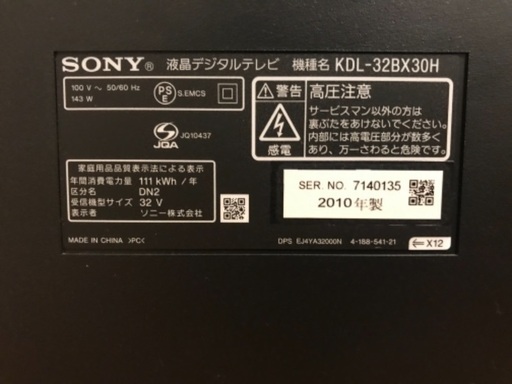 SONY® 液晶デジタルテレビ 機種名 KDL-32BX30H
100 V ～ 50/60 Hz
143 W
PS
E
S.EMCS
JQA
JQ10437
家庭用品品質表示法による表示
年間消費電力量 111 kWh / 年
区分名 DN2
受信機型サイズ 32 V
表示者 ソニー株式会社
MADE IN CHINA >PC<
警告
感電
高圧注意
サービスマン以外の方は
裏ぶたをあけないでください。
内部には高電圧部分が数多く
あり、万一さわると危険です。
SER. NO. 7140135
2010年製
DPS EJ4YA32000N 4-188-541-21
X12